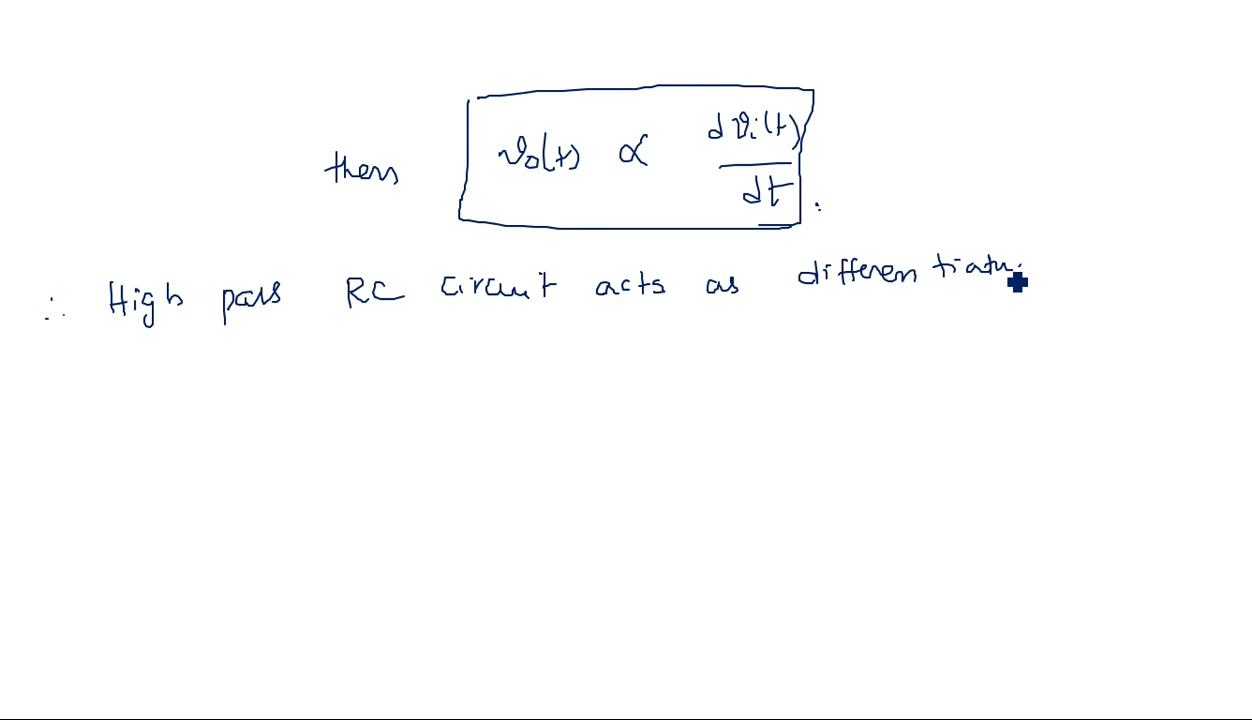 then v₀(t) ∝ dvᵢ(t)/dt.
∴ High pass RC circuit acts as differentiator.